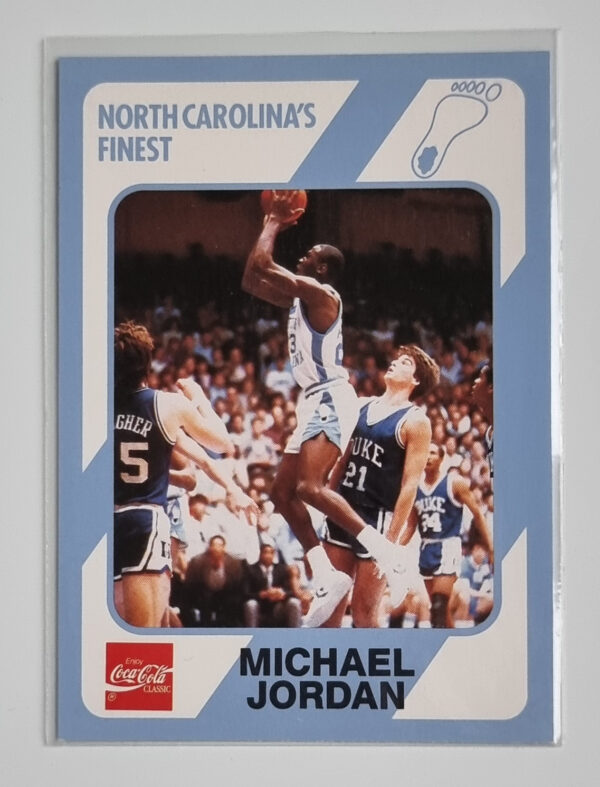 NORTH CAROLINA'S
FINEST
GHER
5
DUKE
21
DUKE
34
Enjoy
Coca-Cola
CLASSIC
MICHAEL
JORDAN